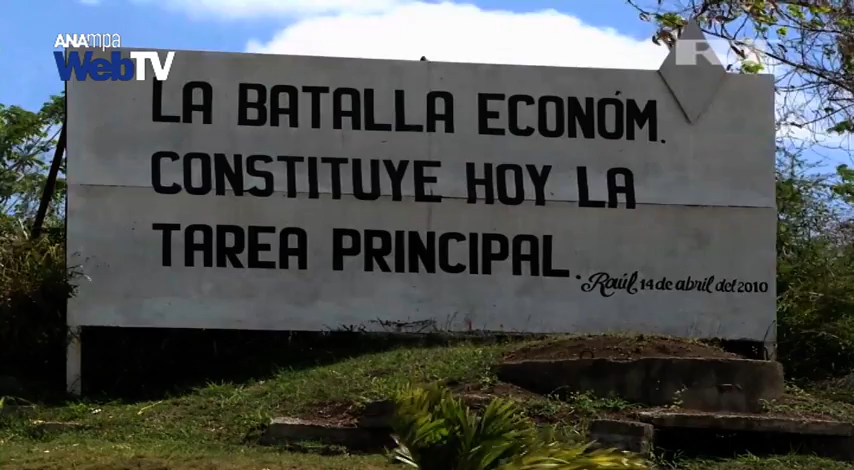 ANAmpa
WebTV
LA BATALLA ECONÓM.
CONSTITUYE HOY LA
TAREA PRINCIPAL.
Raúl 14 de abril del 2010